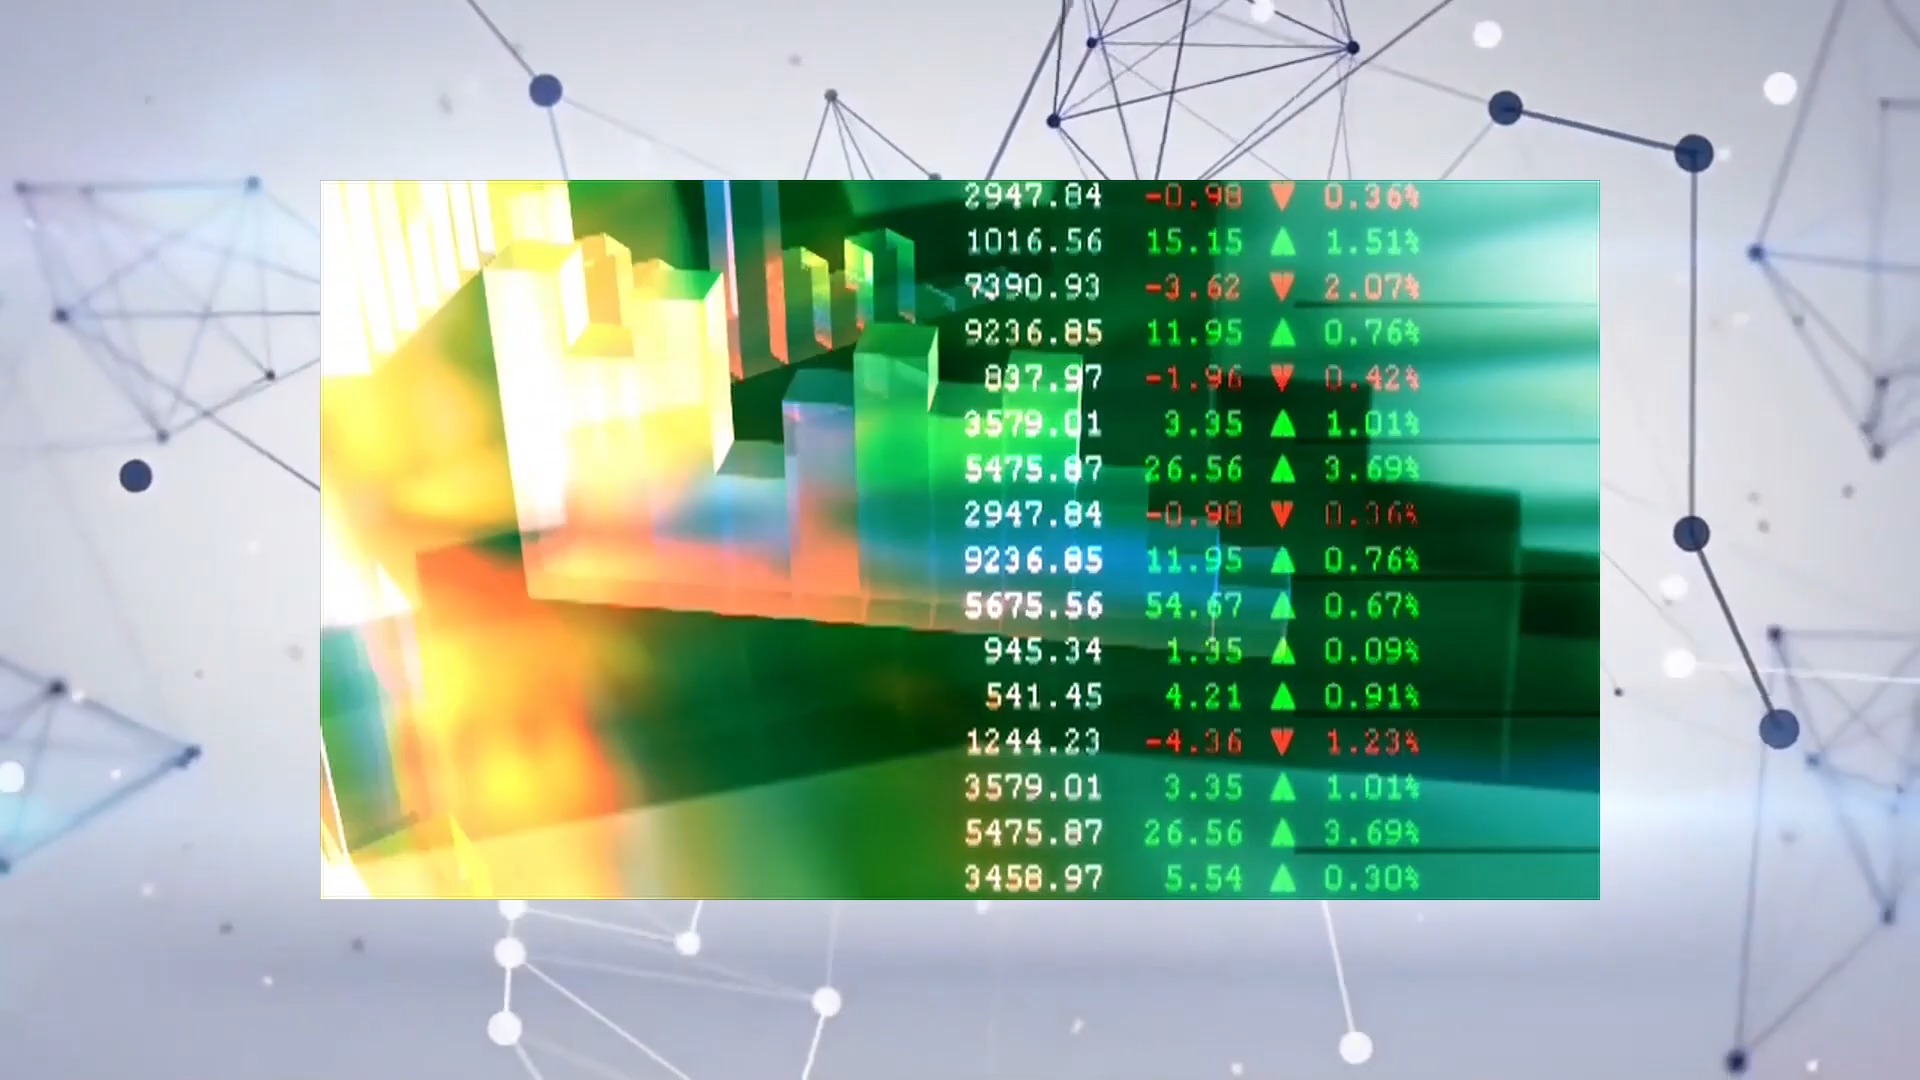 2947.84 -0.98 ▼ 0.36%
1016.56 15.15 ▲ 1.51%
7390.93 -3.62 ▼ 2.07%
9236.85 11.95 ▲ 0.76%
837.97 -1.96 ▼ 0.42%
3579.01 3.35 ▲ 1.01%
5475.87 26.56 ▲ 3.69%
2947.84 -0.98 ▼ 0.36%
9236.85 11.95 ▲ 0.76%
5675.56 54.67 ▲ 0.67%
945.34 1.35 ▲ 0.09%
541.45 4.21 ▲ 0.91%
1244.23 -4.36 ▼ 1.23%
3579.01 3.35 ▲ 1.01%
5475.87 26.56 ▲ 3.69%
3458.97 5.54 ▲ 0.30%